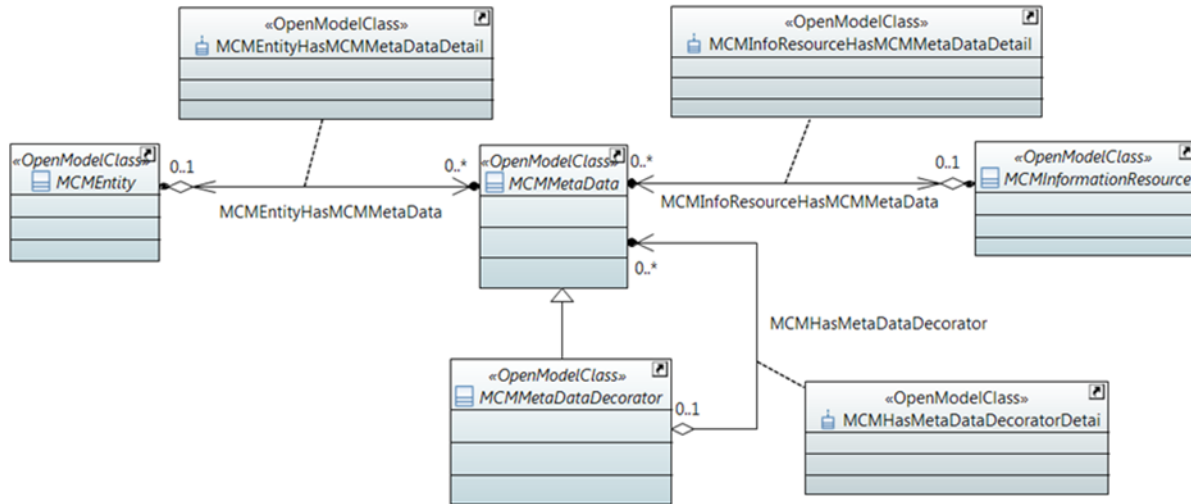 «OpenModelClass»
MCMEntityHasMCMMetaDataDetail
«OpenModelClass»
MCMInfoResourceHasMCMMetaDataDetail
«OpenModelClass»
MCMEntity
0..1
0..*
MCMEntityHasMCMMetaData
«OpenModelClass»
MCMMetaData
0..*
0..1
MCMInfoResourceHasMCMMetaData
«OpenModelClass»
MCMInformationResource
0..*
MCMHasMetaDataDecorator
«OpenModelClass»
MCMMetaDataDecorator
0..1
«OpenModelClass»
MCMHasMetaDataDecoratorDetai